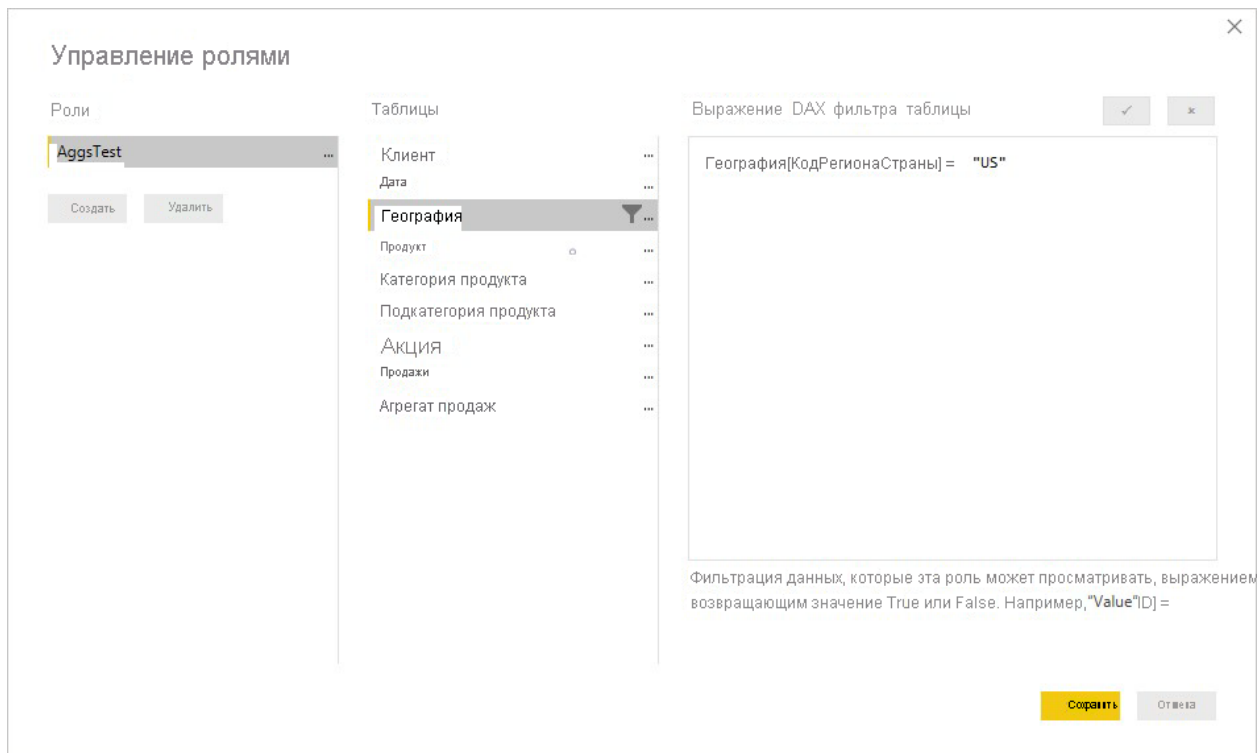 Управление ролями
Роли
AggsTest
...
Создать
Удалить
Таблицы
Клиент ...
Дата ...
География ...
Продукт ...
Категория продукта ...
Подкатегория продукта ...
Акция ...
Продажи ...
Агрегат продаж ...
Выражение DAX фильтра таблицы
География[КодРегионаСтраны] = "US"
Фильтрация данных, которые эта роль может просматривать, выражением
возвращающим значение True или False. Например,"Value"ID] =
Сохранить
Отмена